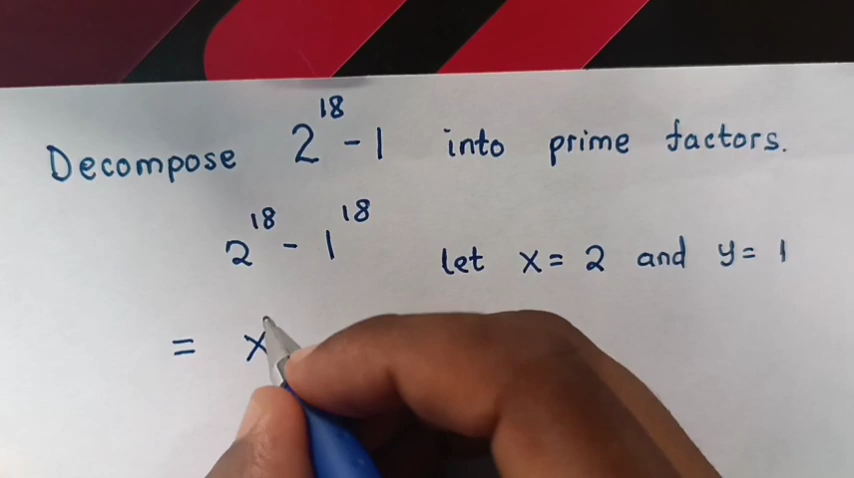 Decompose 2^18 - 1 into prime factors.
2^18 - 1^18 let x = 2 and y = 1
= x